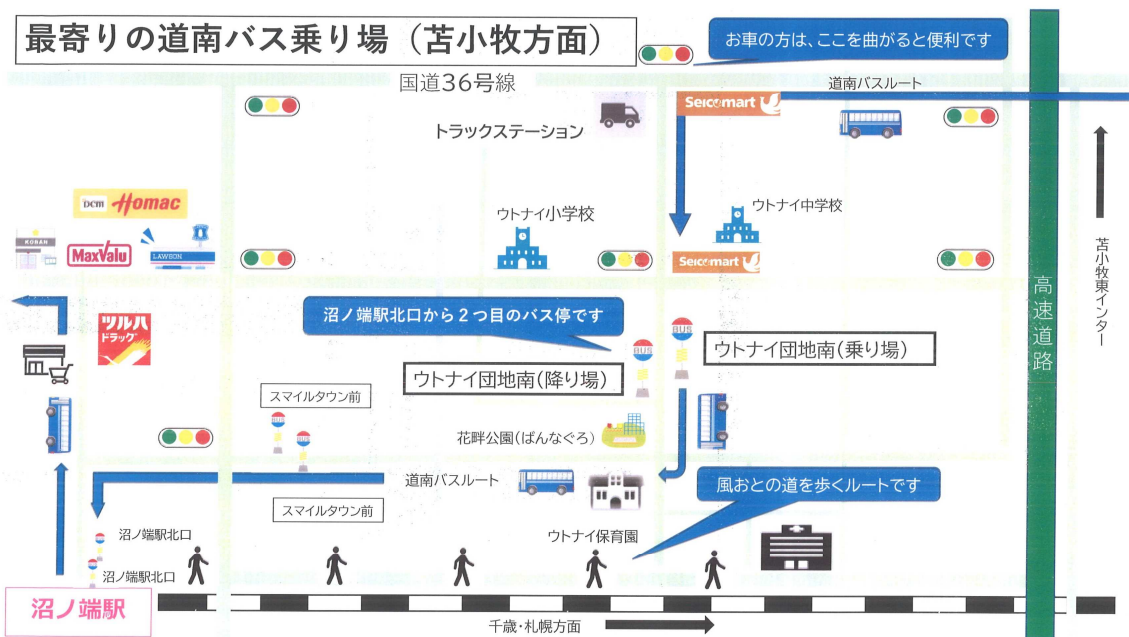 最寄りの道南バス乗り場（苫小牧方面）
お車の方は、ここを曲がると便利です
国道36号線
道南バスルート
Seicomart
トラックステーション
DCM Homac
ウトナイ小学校
ウトナイ中学校
KOBAN
MaxValu
LAWSON
Seicomart
苫小牧東インター
高速道路
沼ノ端駅北口から２つ目のバス停です
ツルハ
ドラッグ
BUS
BUS
ウトナイ団地南(乗り場)
ウトナイ団地南(降り場)
スマイルタウン前
BUS
BUS
花畔公園(ばんなぐろ)
道南バスルート
風おとの道を歩くルートです
スマイルタウン前
沼ノ端駅北口
ウトナイ保育園
沼ノ端駅北口
沼ノ端駅
千歳・札幌方面